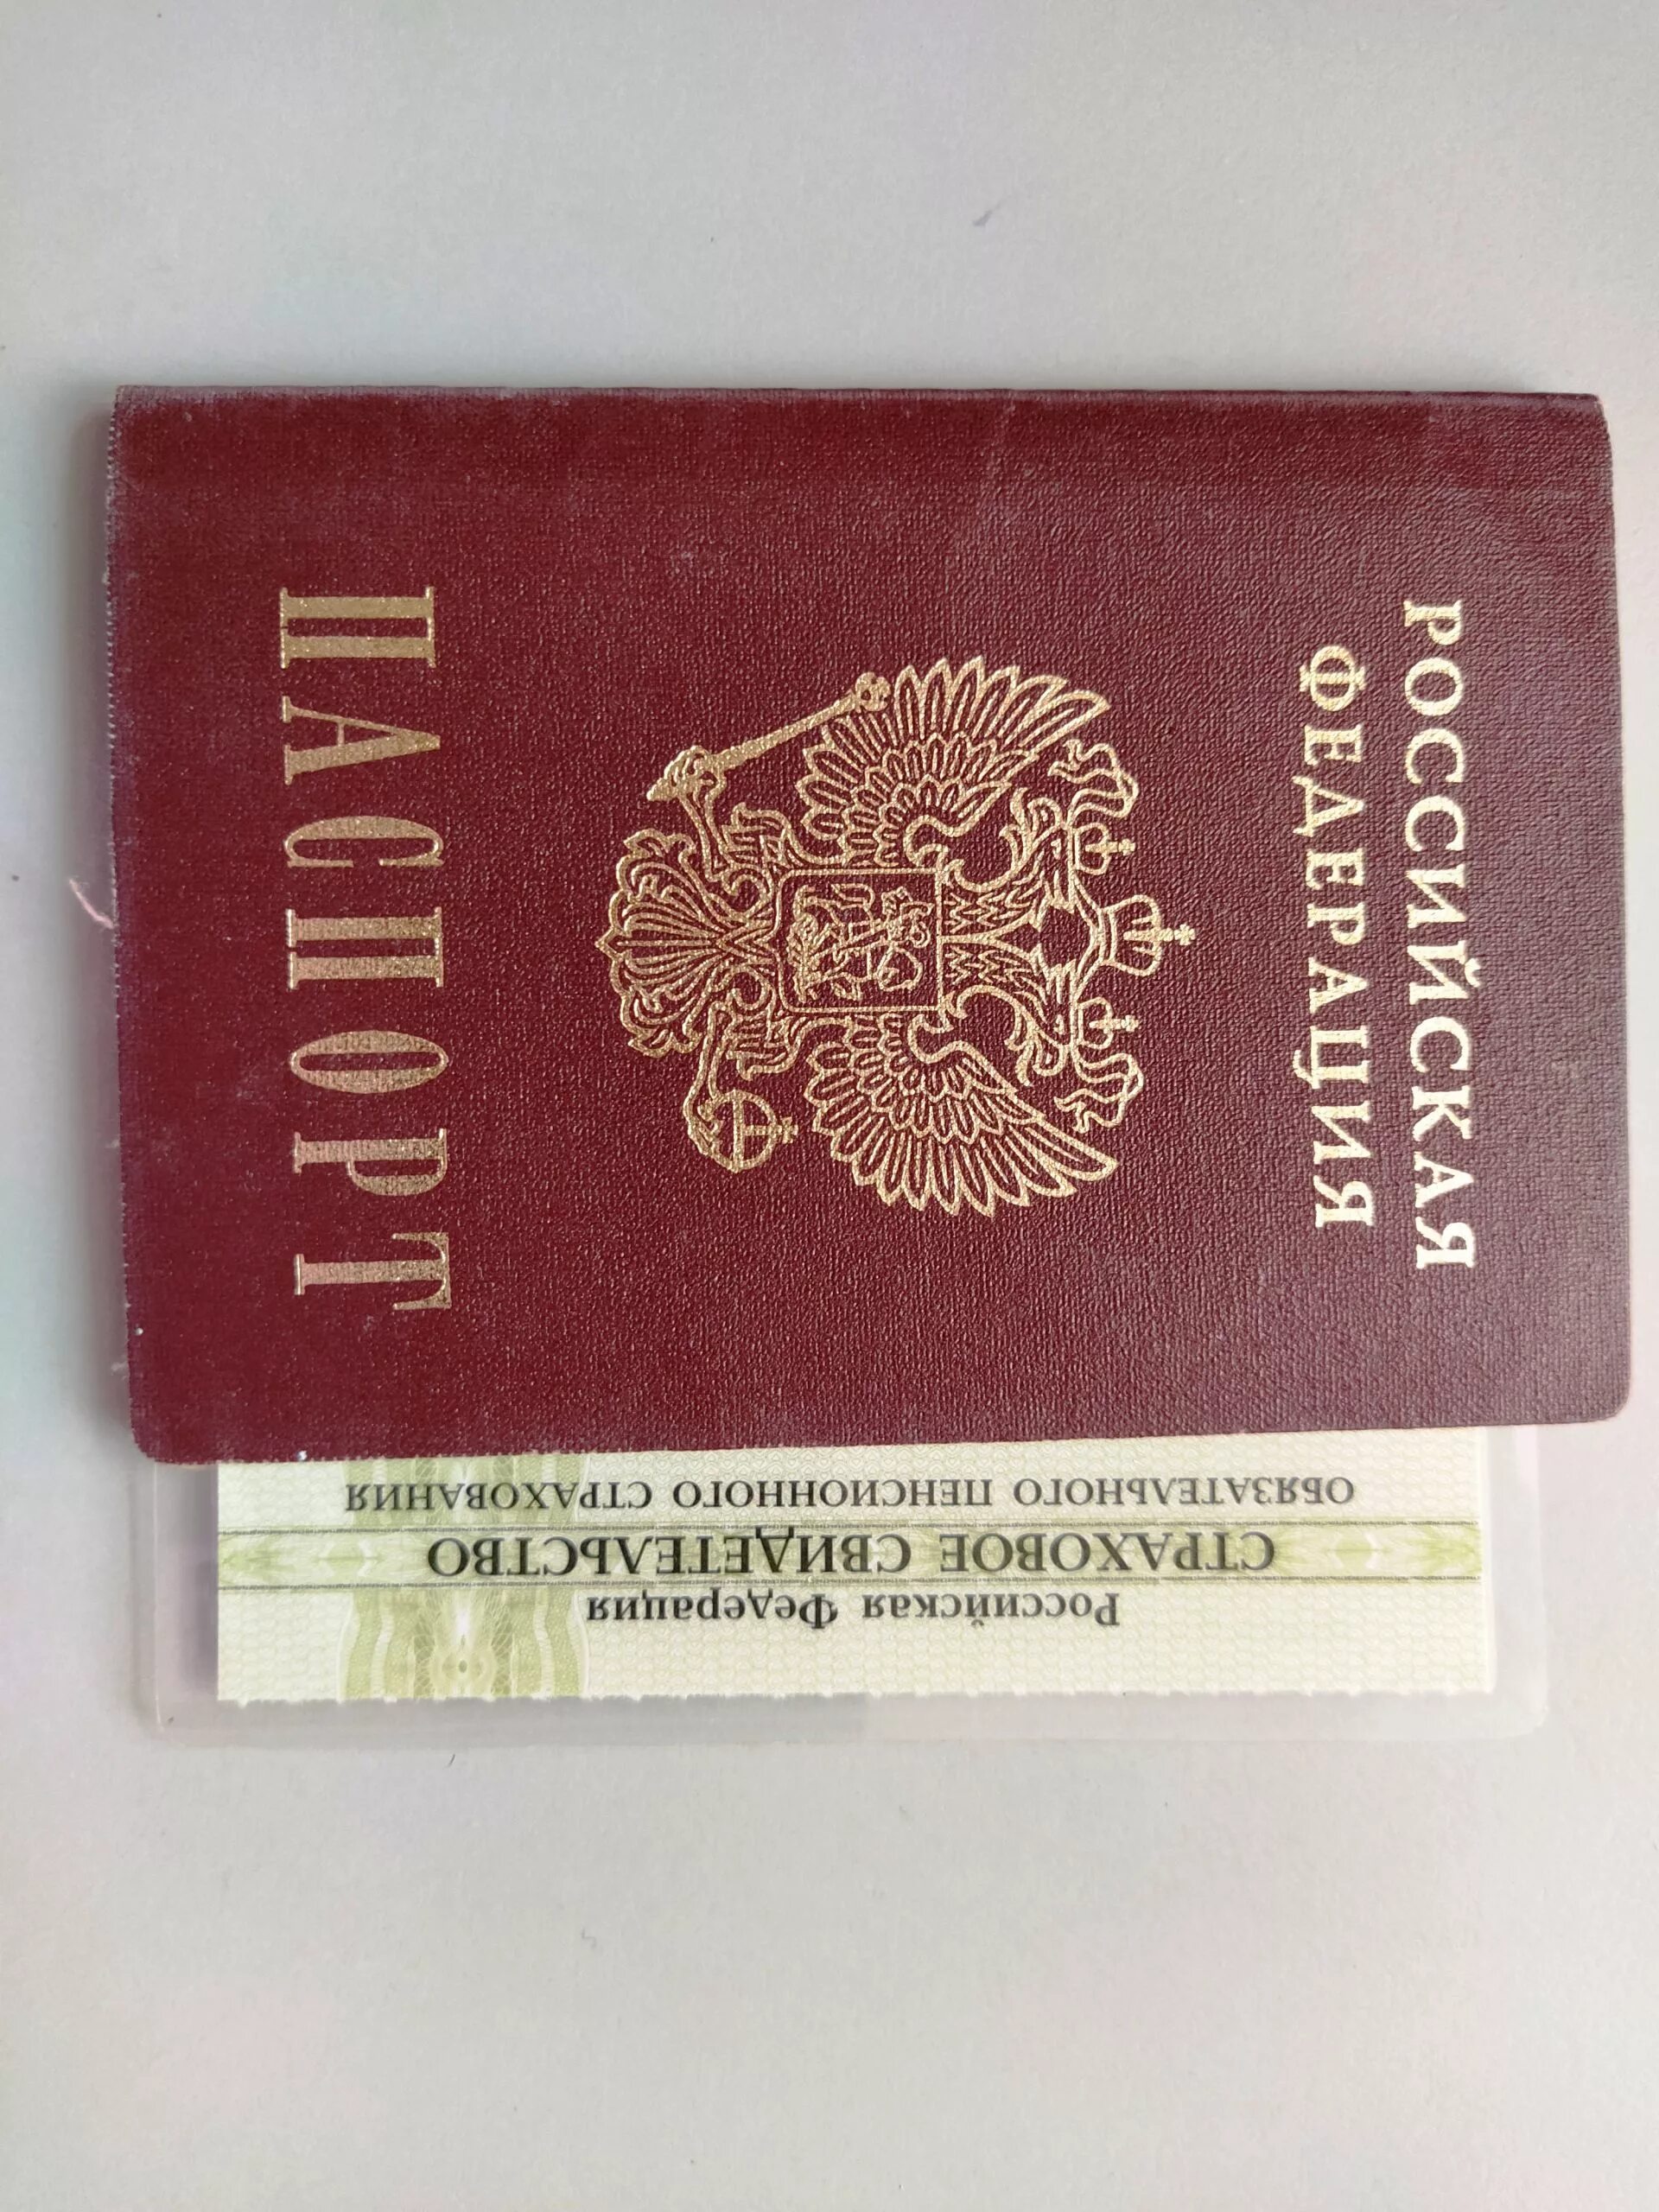 РОССИЙСКАЯ
ФЕДЕРАЦИЯ
ПАСПОРТ
Российская Федерация
СТРАХОВОЕ СВИДЕТЕЛЬСТВО
ОБЯЗАТЕЛЬНОГО ПЕНСИОННОГО СТРАХОВАНИЯ